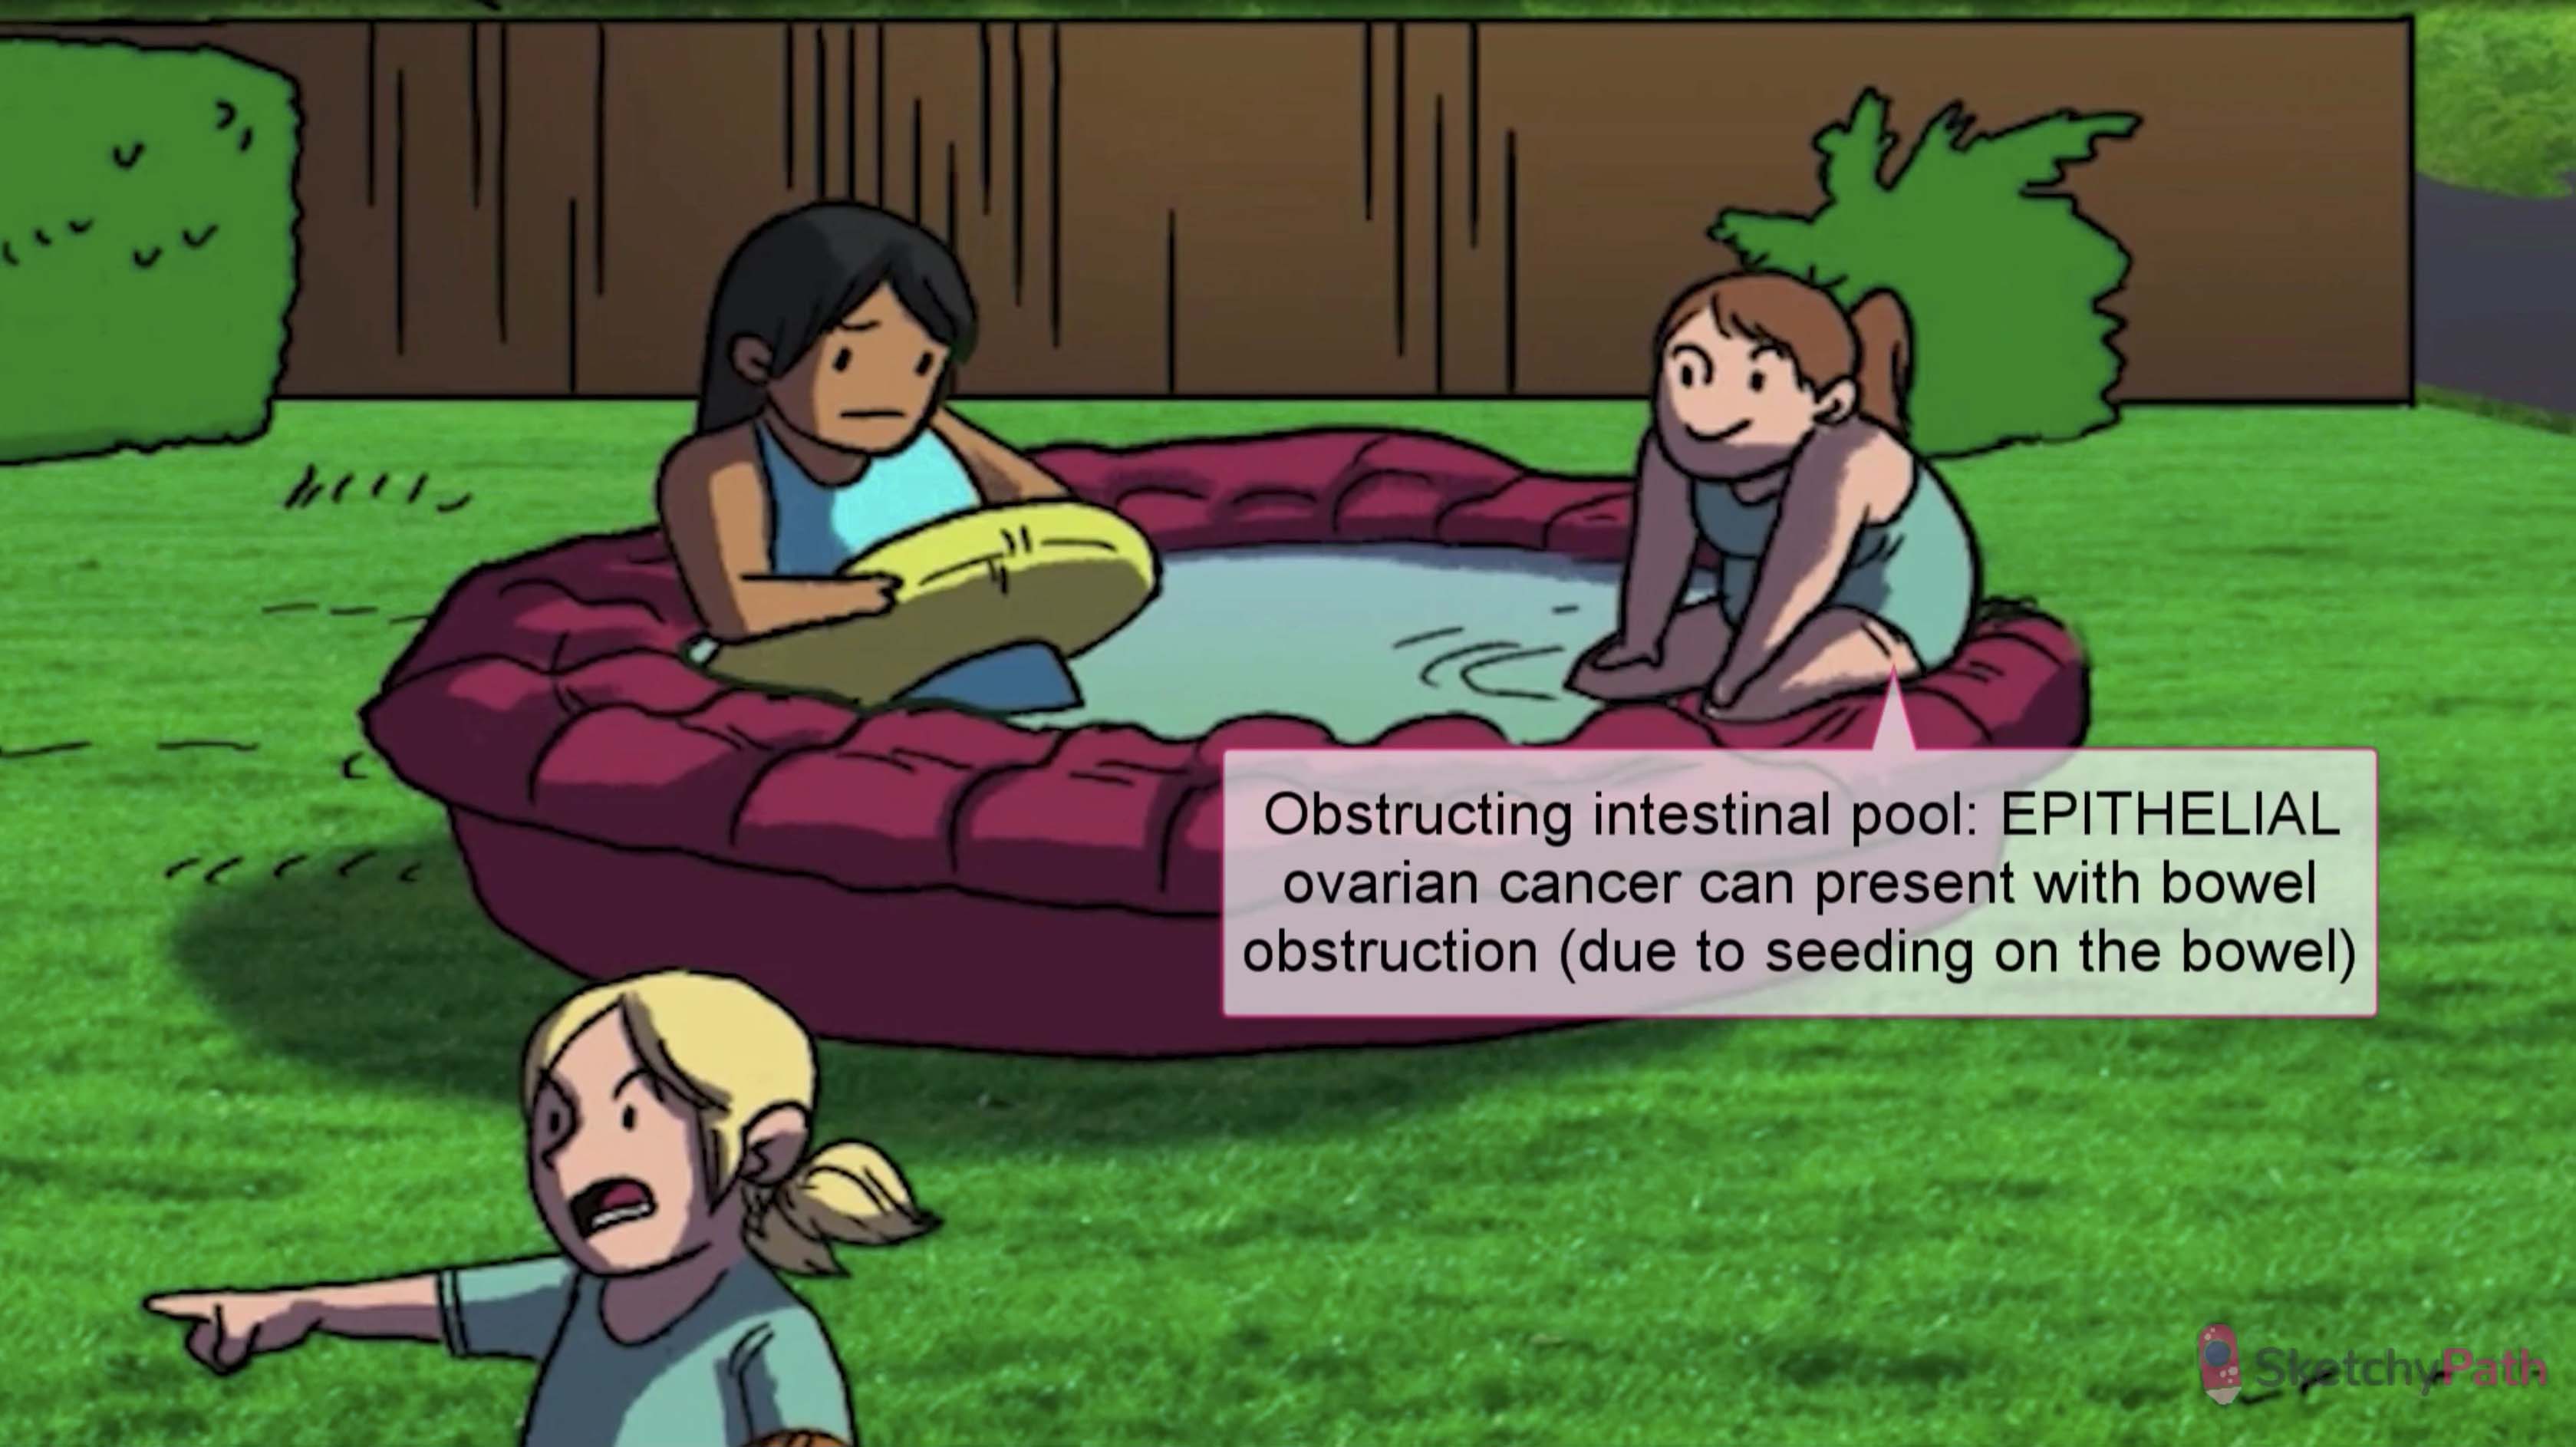 Obstructing intestinal pool: EPITHELIAL
ovarian cancer can present with bowel
obstruction (due to seeding on the bowel)
SketchyPath